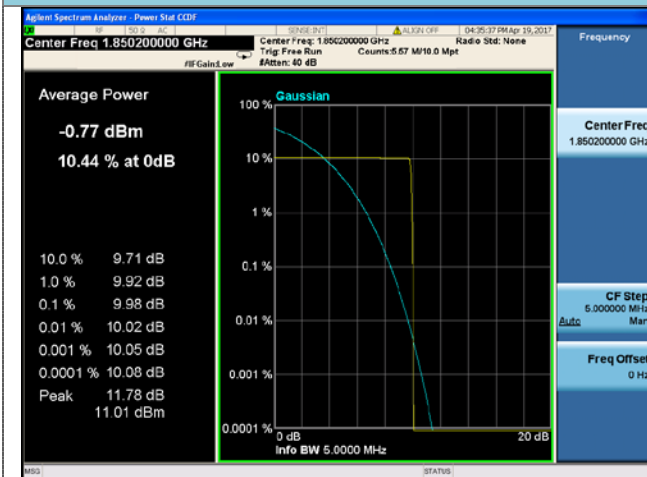 Agilent Spectrum Analyzer - Power Stat CCDF
RF 50 Ω AC SENSE:INT ALIGN OFF 04:35:37 PM Apr 19, 2017
Center Freq 1.850200000 GHz
Center Freq: 1.850200000 GHz Radio Std: None
Trig: Free Run Counts:5.57 M/10.0 Mpt
#IFGain:Low #Atten: 40 dB
Frequency
Average Power
-0.77 dBm
10.44 % at 0dB
10.0 % 9.71 dB
1.0 % 9.92 dB
0.1 % 9.98 dB
0.01 % 10.02 dB
0.001 % 10.05 dB
0.0001 % 10.08 dB
Peak 11.78 dB
11.01 dBm
Gaussian
100 %
10 %
1 %
0.1 %
0.01 %
0.001 %
0.0001 %
0 dB 20 dB
Info BW 5.0000 MHz
Center Freq
1.850200000 GHz
CF Step
5.000000 MHz
Auto Man
Freq Offset
0 Hz
MSG STATUS